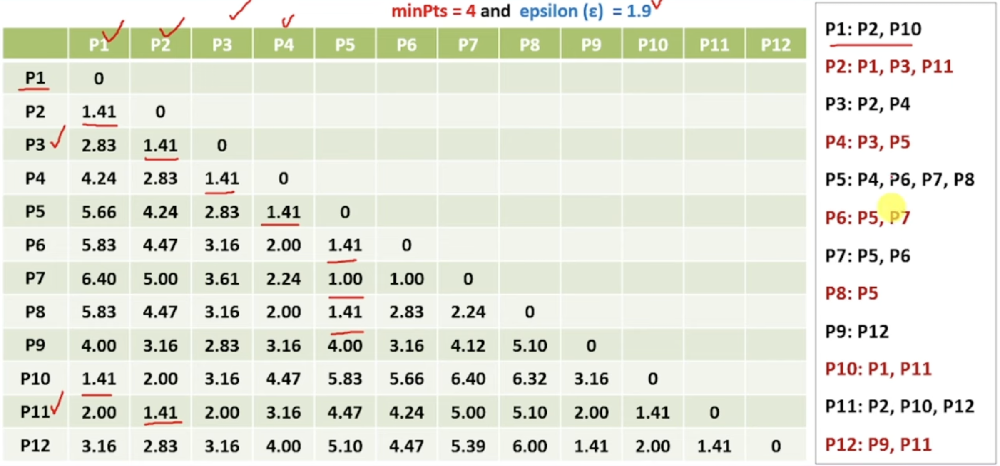 minPts = 4 and epsilon (ε) = 1.9
P1 P2 P3 P4 P5 P6 P7 P8 P9 P10 P11 P12
P1 0
P2 1.41 0
P3 2.83 1.41 0
P4 4.24 2.83 1.41 0
P5 5.66 4.24 2.83 1.41 0
P6 5.83 4.47 3.16 2.00 1.41 0
P7 6.40 5.00 3.61 2.24 1.00 1.00 0
P8 5.83 4.47 3.16 2.00 1.41 2.83 2.24 0
P9 4.00 3.16 2.83 3.16 4.00 3.16 4.12 5.10 0
P10 1.41 2.00 3.16 4.47 5.83 5.66 6.40 6.32 3.16 0
P11 2.00 1.41 2.00 3.16 4.47 4.24 5.00 5.10 2.00 1.41 0
P12 3.16 2.83 3.16 4.00 5.10 4.47 5.39 6.00 1.41 2.00 1.41 0
P1: P2, P10
P2: P1, P3, P11
P3: P2, P4
P4: P3, P5
P5: P4, P6, P7, P8
P6: P5, P7
P7: P5, P6
P8: P5
P9: P12
P10: P1, P11
P11: P2, P10, P12
P12: P9, P11